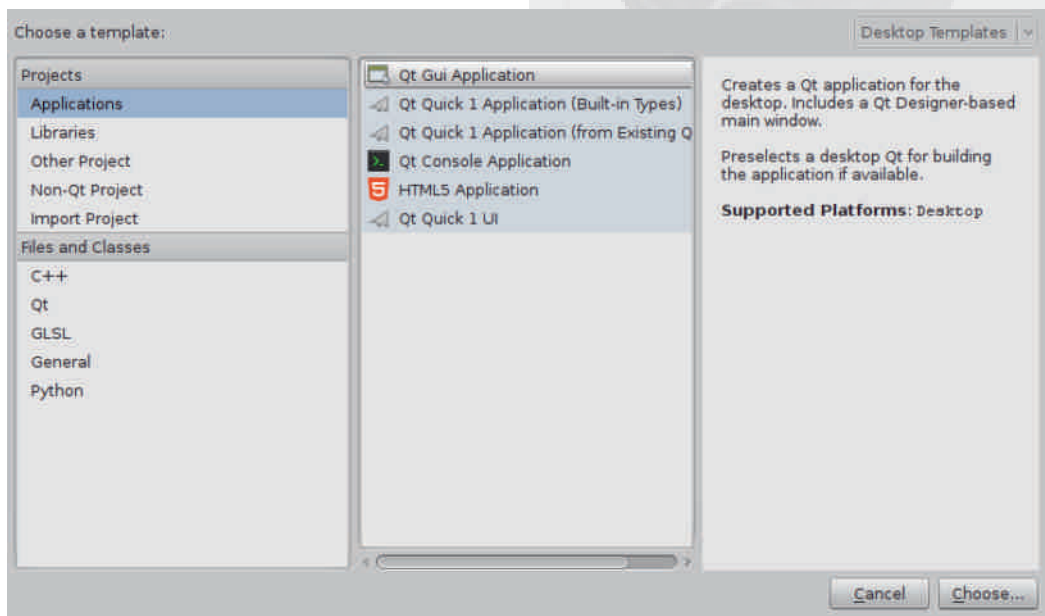 Choose a template:
Desktop Templates
Projects
Applications
Libraries
Other Project
Non-Qt Project
Import Project
Files and Classes
C++
Qt
GLSL
General
Python
Qt Gui Application
Qt Quick 1 Application (Built-in Types)
Qt Quick 1 Application (from Existing Q
Qt Console Application
HTML5 Application
Qt Quick 1 UI
Creates a Qt application for the
desktop. Includes a Qt Designer-based
main window.
Preselects a desktop Qt for building
the application if available.
Supported Platforms: Desktop
Cancel
Choose...